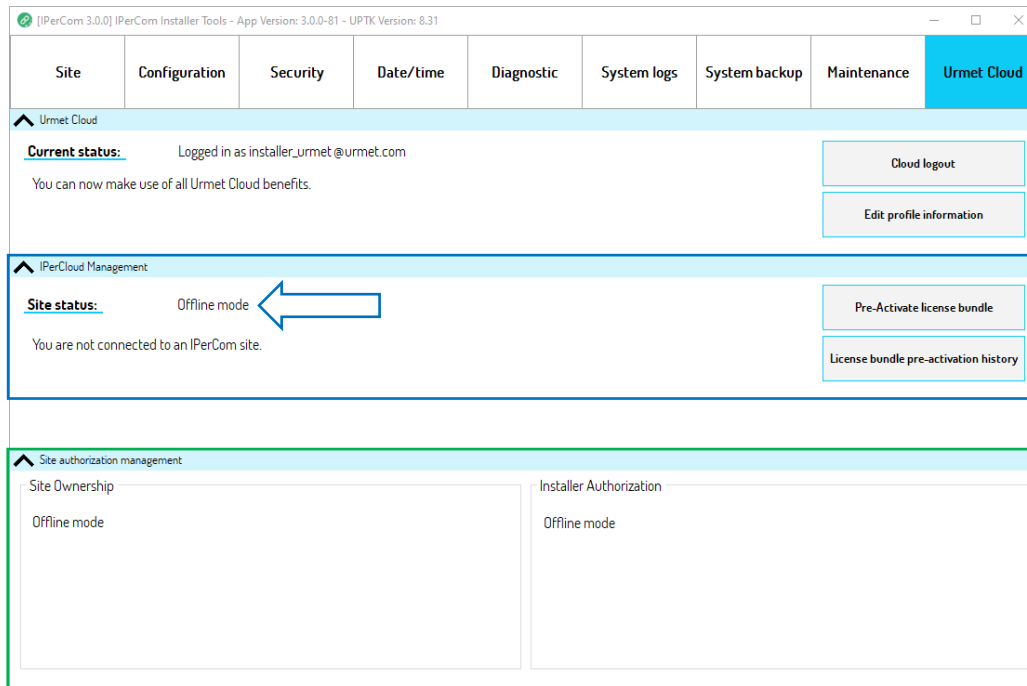 [IPerCom 3.0.0] IPerCom Installer Tools - App Version: 3.0.0-81 - UPTK Version: 8.31
Site Configuration Security Date/time Diagnostic System logs System backup Maintenance Urmet Cloud
Urmet Cloud
Current status: Logged in as installer_urmet@urmet.com
Cloud logout
You can now make use of all Urmet Cloud benefits.
Edit profile information
IPerCloud Management
Site status: Offline mode
Pre-Activate license bundle
You are not connected to an IPerCom site.
License bundle pre-activation history
Site authorization management
Site Ownership Installer Authorization
Offline mode Offline mode